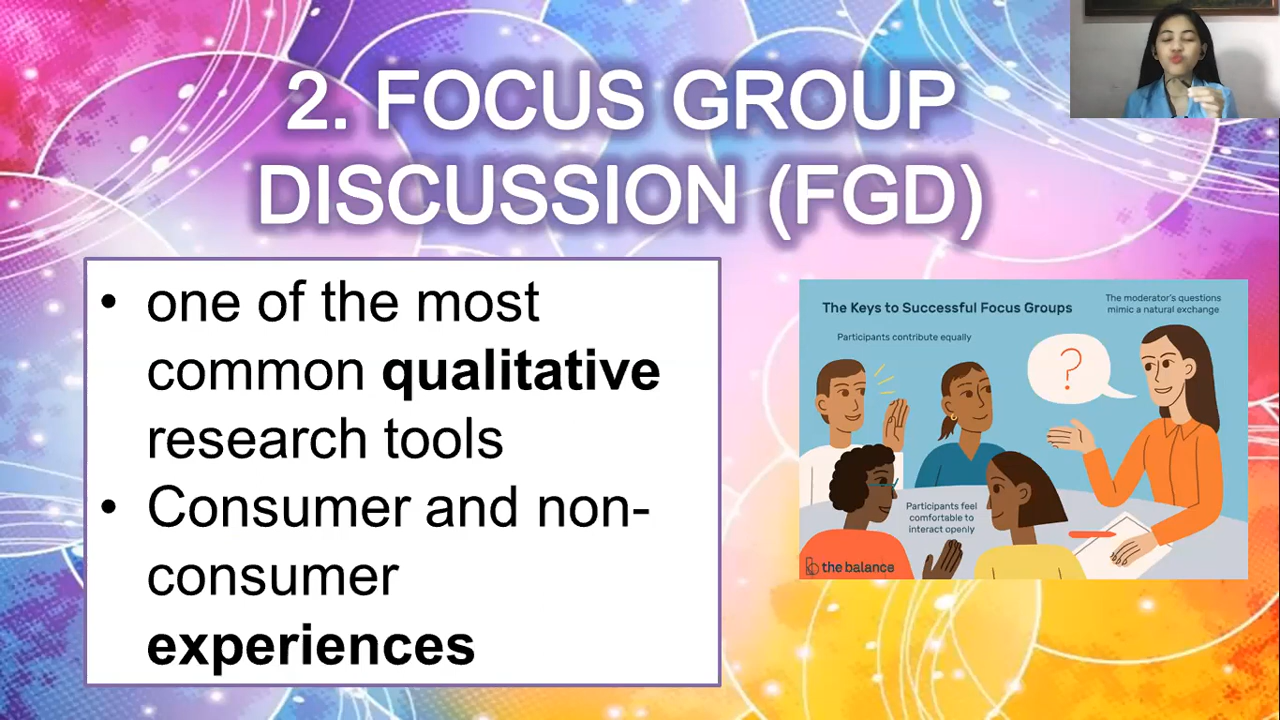 2. FOCUS GROUP
DISCUSSION (FGD)
• one of the most
common qualitative
research tools
• Consumer and non-
consumer
experiences
The Keys to Successful Focus Groups
The moderator's questions
mimic a natural exchange
Participants contribute equally
?
Participants feel
comfortable to
interact openly
the balance